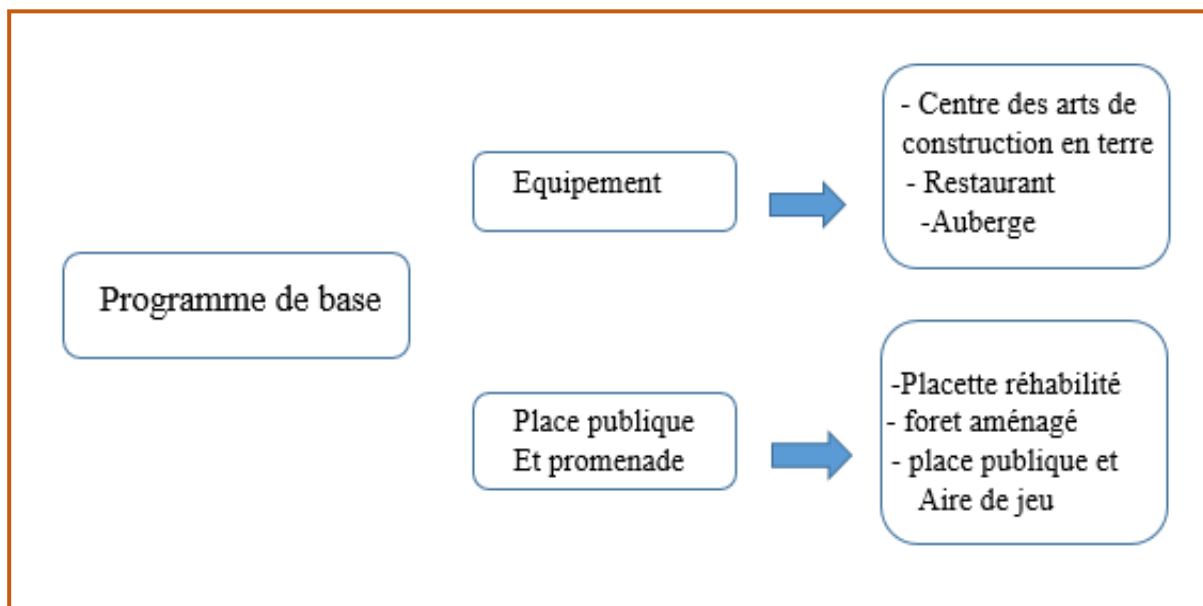 Programme de base
Equipement
- Centre des arts de
construction en terre
- Restaurant
-Auberge
Place publique
Et promenade
-Placette réhabilité
- foret aménagé
- place publique et
Aire de jeu